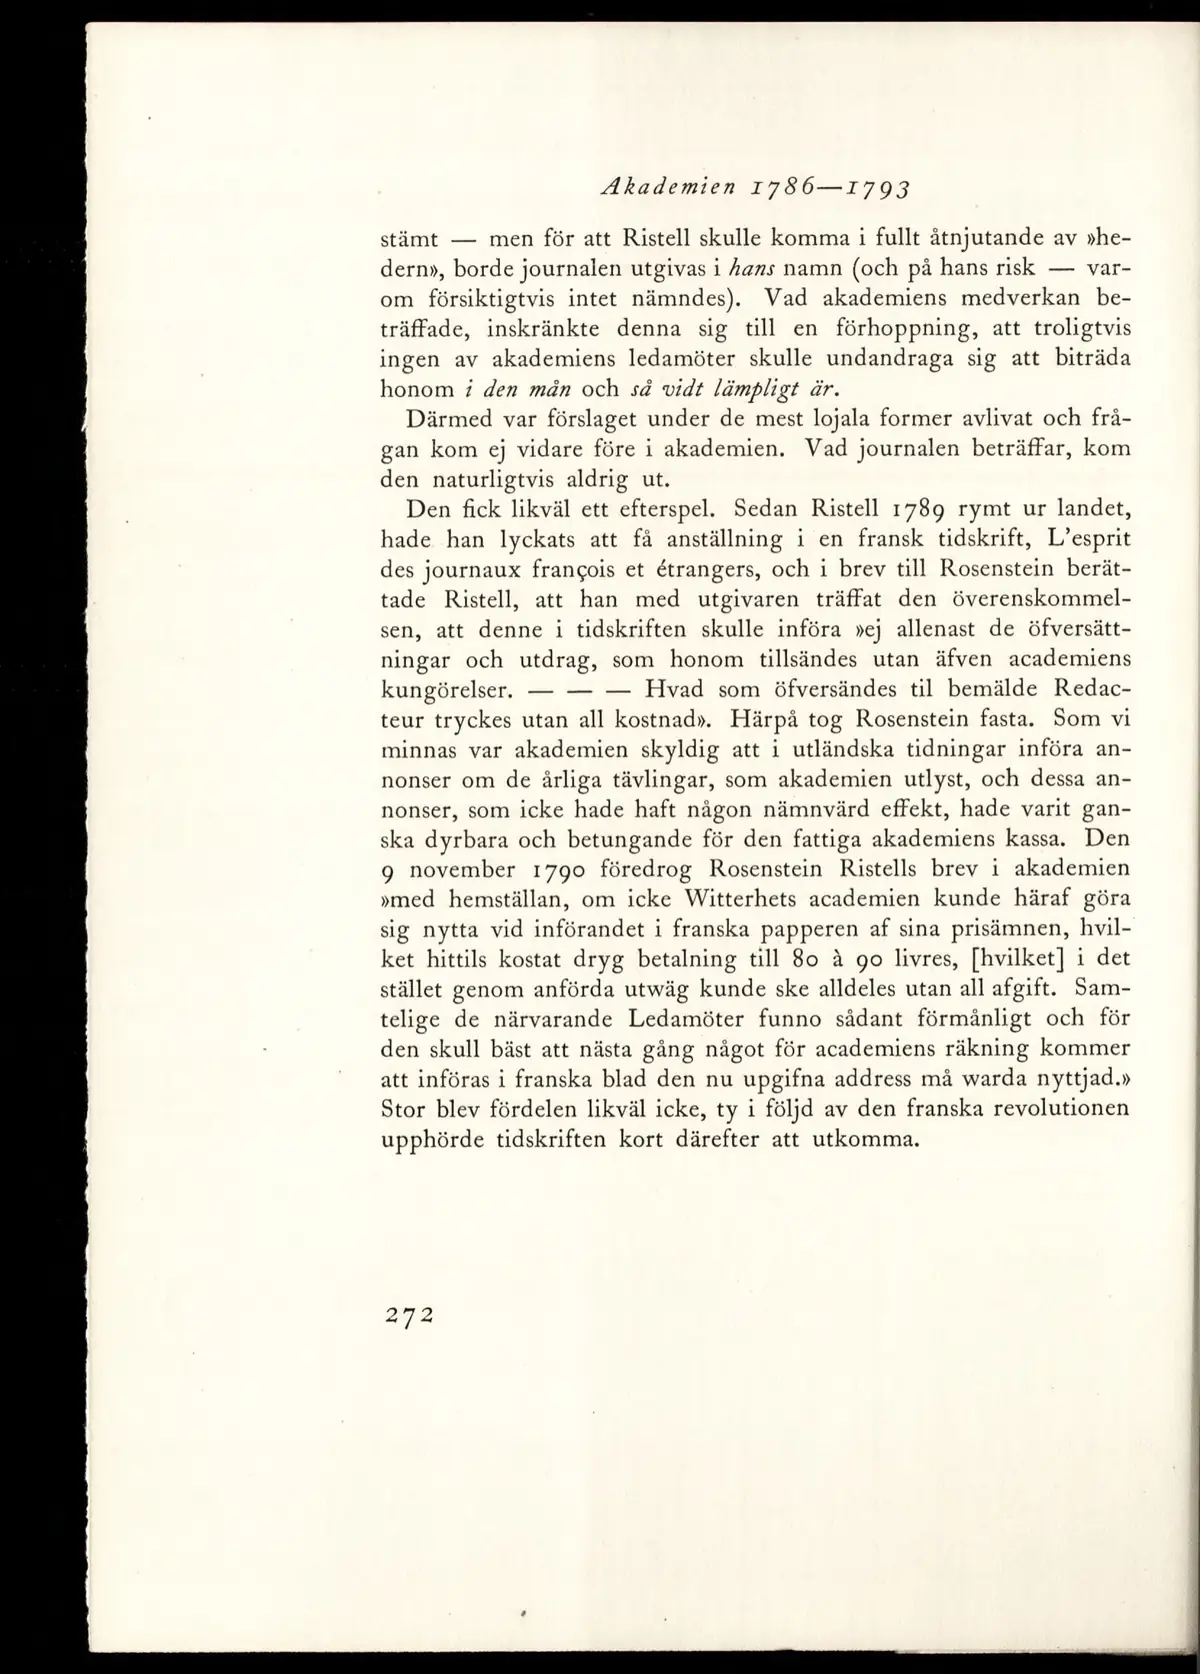 Akademien 1786—1793
stämt — men för att Ristell skulle komma i fullt åtnjutande av »he-
dern», borde journalen utgivas i hans namn (och på hans risk — var-
om försiktigtvis intet nämndes). Vad akademiens medverkan be-
träffade, inskränkte denna sig till en förhoppning, att troligtvis
ingen av akademiens ledamöter skulle undandraga sig att biträda
honom i den mån och så vidt lämpligt är.
Därmed var förslaget under de mest lojala former avlivat och frå-
gan kom ej vidare före i akademien. Vad journalen beträffar, kom
den naturligtvis aldrig ut.
Den fick likväl ett efterspel. Sedan Ristell 1789 rymt ur landet,
hade han lyckats att få anställning i en fransk tidskrift, L'esprit
des journaux françois et étrangers, och i brev till Rosenstein berät-
tade Ristell, att han med utgivaren träffat den överenskommel-
sen, att denne i tidskriften skulle införa »ej allenast de öfversätt-
ningar och utdrag, som honom tillsändes utan äfven academiens
kungörelser. — — — Hvad som öfversändes til bemälde Redac-
teur tryckes utan all kostnad». Härpå tog Rosenstein fasta. Som vi
minnas var akademien skyldig att i utländska tidningar införa an-
nonser om de årliga tävlingar, som akademien utlyst, och dessa an-
nonser, som icke hade haft någon nämnvärd effekt, hade varit gan-
ska dyrbara och betungande för den fattiga akademiens kassa. Den
9 november 1790 föredrog Rosenstein Ristells brev i akademien
»med hemställan, om icke Witterhets academien kunde häraf göra
sig nytta vid införandet i franska papperen af sina prisämnen, hvil-
ket hittils kostat dryg betalning till 80 à 90 livres, [hvilket] i det
stället genom anförda utwäg kunde ske alldeles utan all afgift. Sam-
telige de närvarande Ledamöter funno sådant förmånligt och för
den skull bäst att nästa gång något för academiens räkning kommer
att införas i franska blad den nu upgifna address må warda nyttjad.»
Stor blev fördelen likväl icke, ty i följd av den franska revolutionen
upphörde tidskriften kort därefter att utkomma.
272